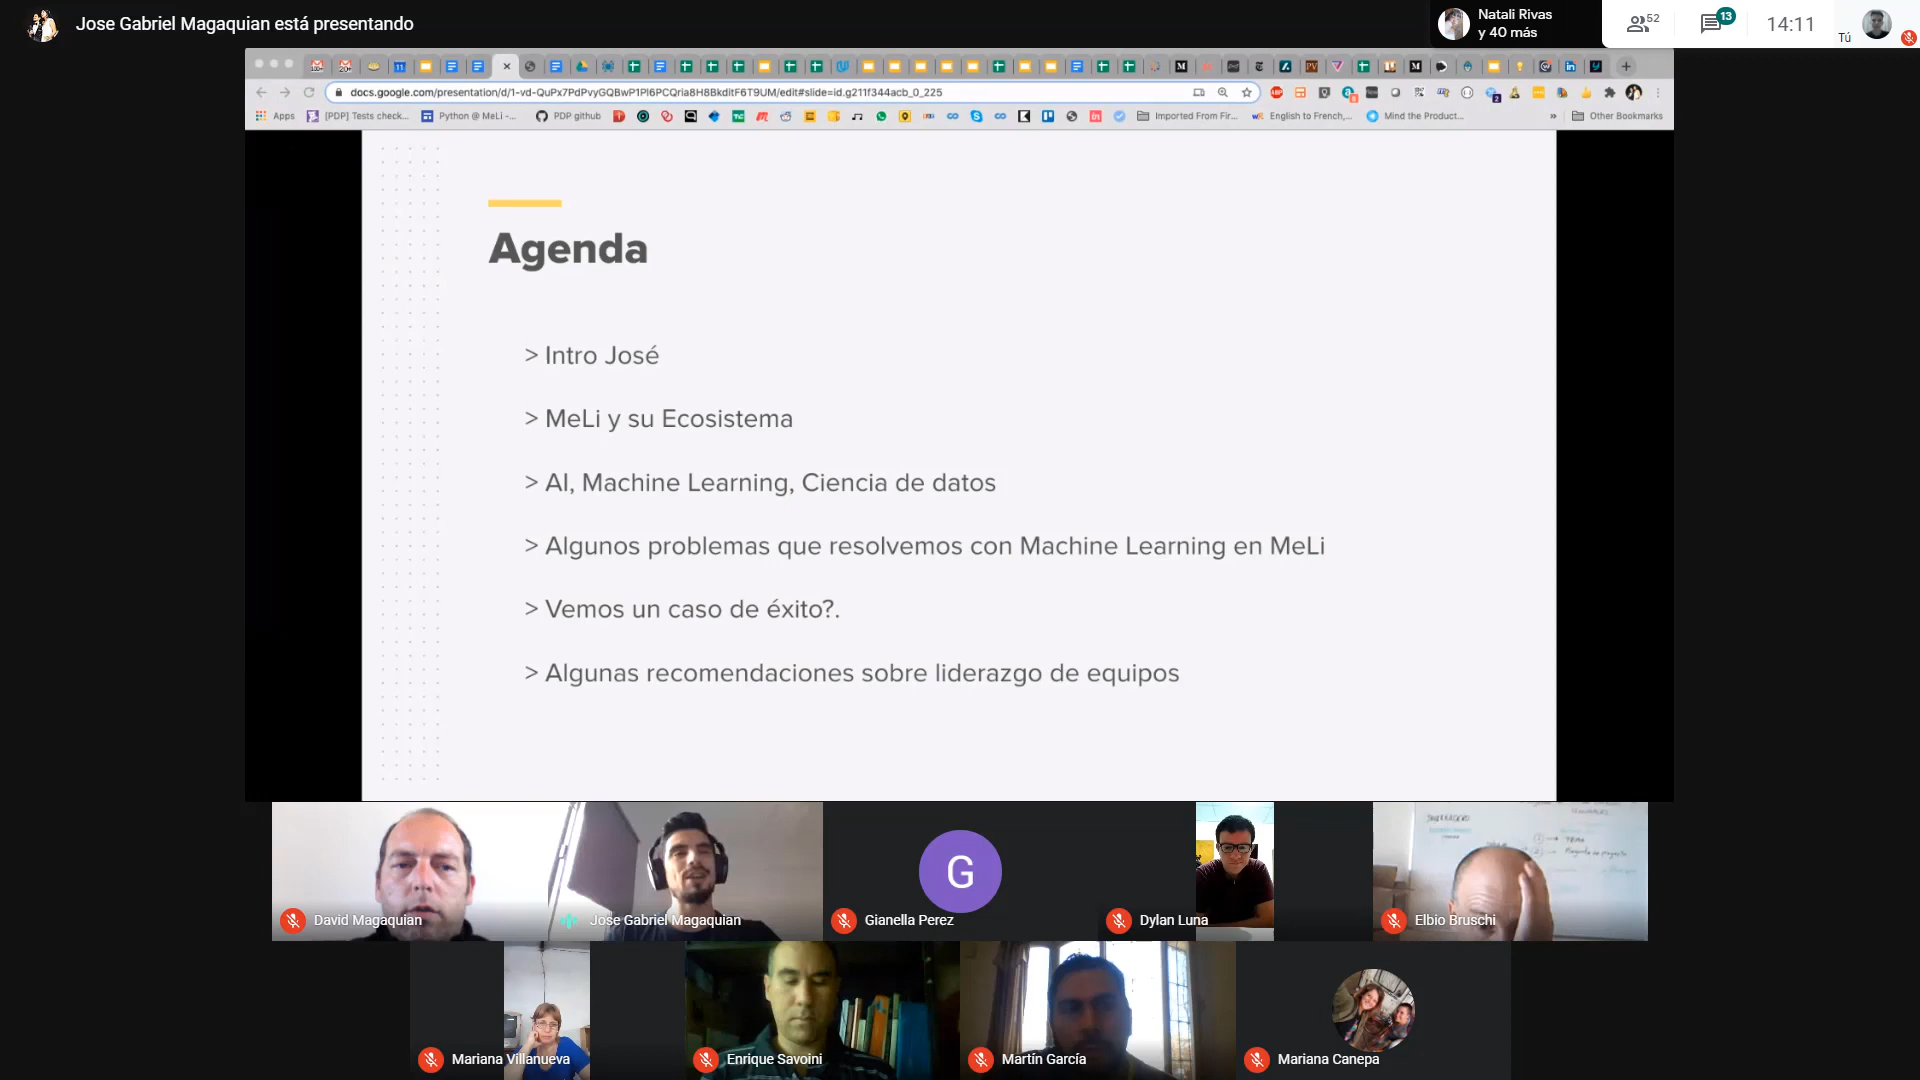 Jose Gabriel Magaquian está presentando
Natali Rivas
y 40 más
52
13
14:11
Tú
docs.google.com/presentation/d/1-vd-QuPx7PdPvyGQBwP1PI6PCQria8H8BkditF6T9UM/edit#slide=id.g211f344acb_0_225
Apps
[PDP] Tests check...
Python @ MeLi -...
PDP github
Imported From Fir...
English to French,...
Mind the Product...
Other Bookmarks
Agenda
> Intro José
> MeLi y su Ecosistema
> AI, Machine Learning, Ciencia de datos
> Algunos problemas que resolvemos con Machine Learning en MeLi
> Vemos un caso de éxito?.
> Algunas recomendaciones sobre liderazgo de equipos
David Magaquian
Jose Gabriel Magaquian
G
Gianella Perez
Dylan Luna
Elbio Bruschi
Mariana Villanueva
Enrique Savoini
Martín García
Mariana Canepa